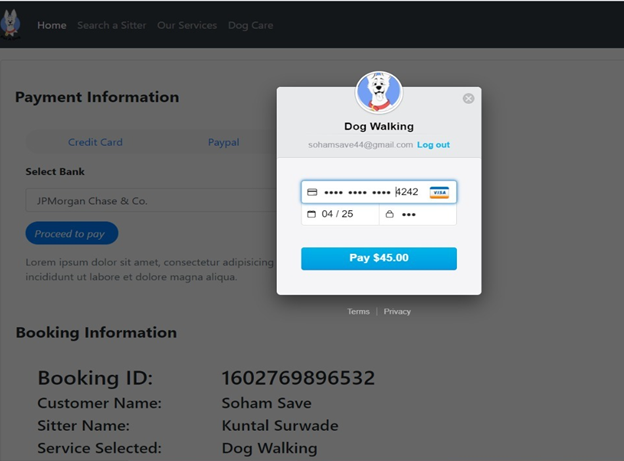 Home Search a Sitter Our Services Dog Care
Payment Information
Credit Card Paypal
Select Bank
JPMorgan Chase & Co.
Proceed to pay
Lorem ipsum dolor sit amet, consectetur adipisicing
incididunt ut labore et dolore magna aliqua.
Dog Walking
sohamsave44@gmail.com Log out
•••• •••• •••• 4242 VISA
04 / 25 •••
Pay $45.00
Terms | Privacy
Booking Information
Booking ID: 1602769896532
Customer Name: Soham Save
Sitter Name: Kuntal Surwade
Service Selected: Dog Walking